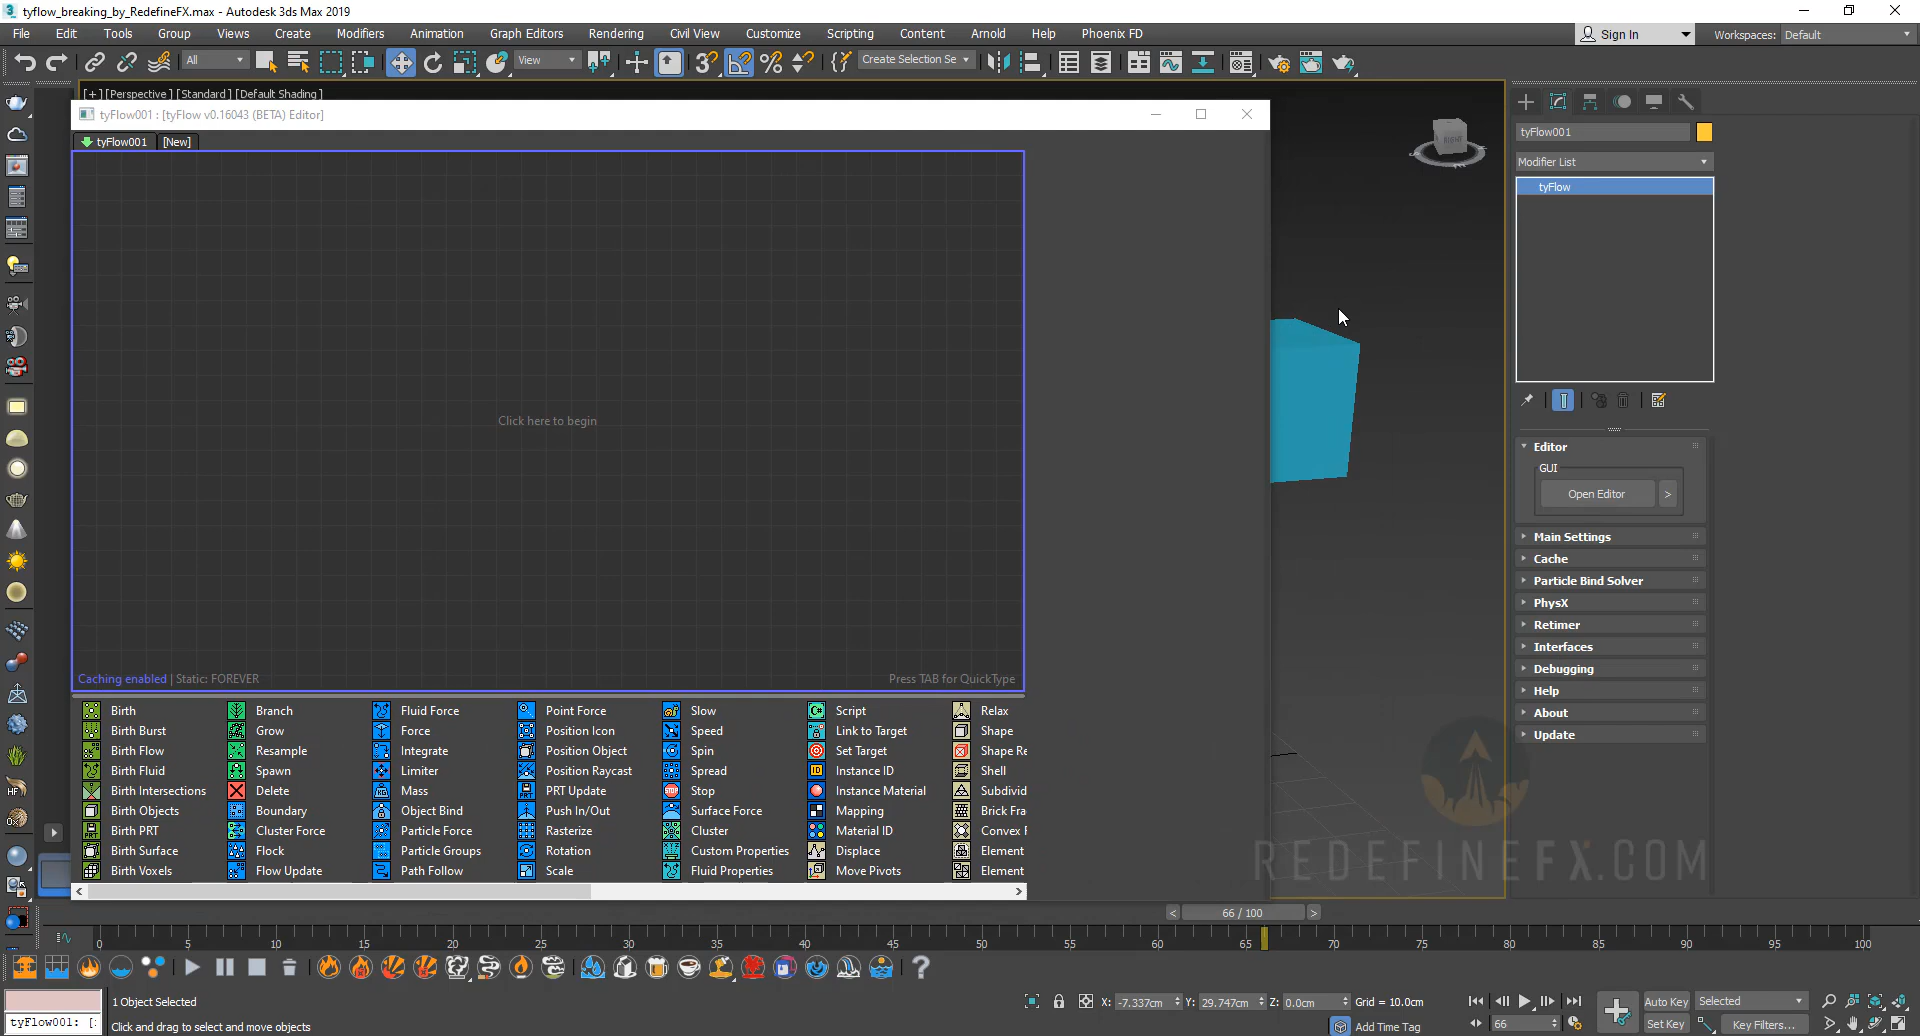 tyflow_breaking_by_RedefineFX.max - Autodesk 3ds Max 2019
File Edit Tools Group Views Create Modifiers Animation Graph Editors Rendering Civil View Customize Scripting Content Arnold Help Phoenix FD
Sign In Workspaces: Default
All View Create Selection Se
[+] [Perspective] [Standard] [Default Shading]
tyFlow001 : [tyFlow v0.16043 (BETA) Editor]
tyFlow001 [New]
RIGHT
tyFlow001
Modifier List
tyFlow
Click here to begin
Editor
GUI
Open Editor >
Main Settings
Cache
Particle Bind Solver
PhysX
Retimer
Interfaces
Debugging
Help
About
Update
Caching enabled | Static: FOREVER Press TAB for QuickType
Birth Branch Fluid Force Point Force Slow Script Relax
Birth Burst Grow Force Position Icon Speed Link to Target Shape
Birth Flow Resample Integrate Position Object Spin Set Target Shape Re
Birth Fluid Spawn Limiter Position Raycast Spread Instance ID Shell
Birth Intersections Delete Mass PRT Update Stop Instance Material Subdivid
Birth Objects Boundary Object Bind Push In/Out Surface Force Mapping Brick Fra
Birth PRT Cluster Force Particle Force Rasterize Cluster Material ID Convex F
Birth Surface Flock Particle Groups Rotation Custom Properties Displace Element
Birth Voxels Flow Update Path Follow Scale Fluid Properties Move Pivots Element
REDEFINEFX.COM
< 66 / 100 >
0 5 10 15 20 25 30 35 40 45 50 55 60 65 70 75 80 85 90 95 100
1 Object Selected
X: -7.337cm Y: 29.747cm Z: 0.0cm Grid = 10.0cm
Auto Key Selected
tyFlow001: [:
Click and drag to select and move objects
Add Time Tag
66
Set Key Key Filters...